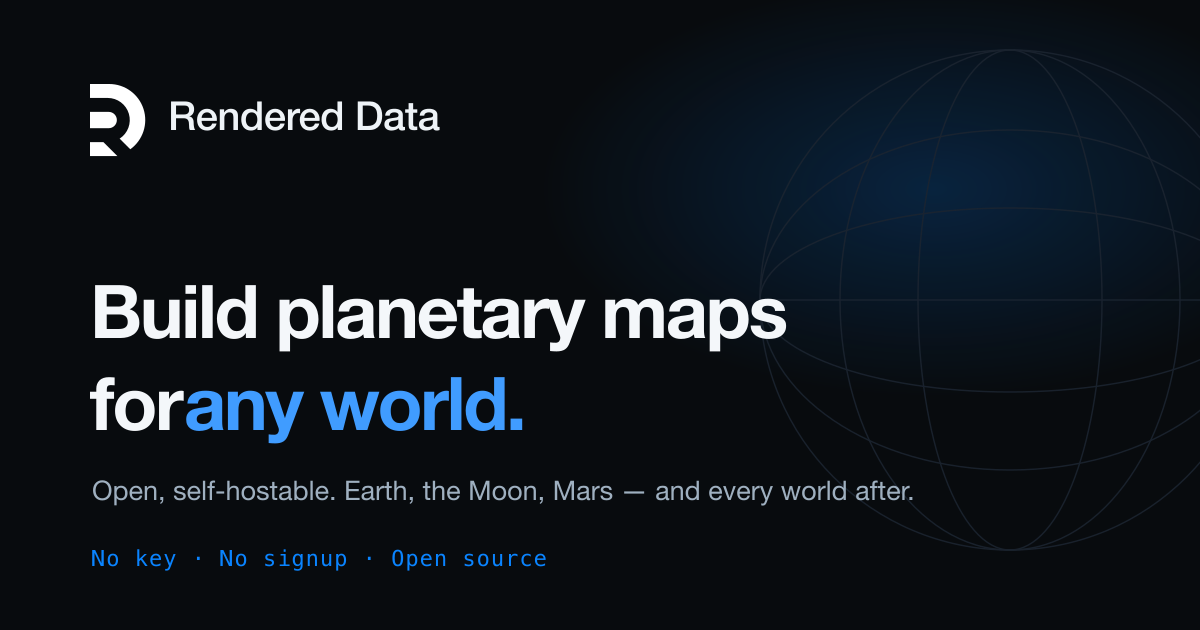 Rendered Data
Build planetary maps
forany world.
Open, self-hostable. Earth, the Moon, Mars — and every world after.
No key · No signup · Open source